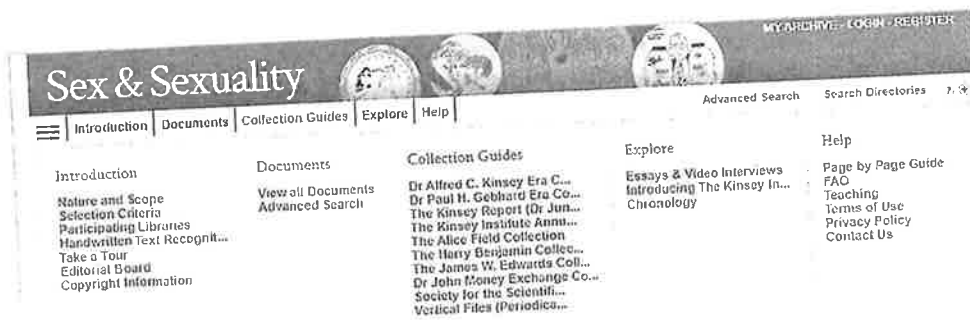 MY ARCHIVE - LOGIN - REGISTER
Sex & Sexuality
Introduction Documents Collection Guides Explore Help
Advanced Search Search Directories
Introduction
Nature and Scope
Selection Criteria
Participating Libraries
Handwritten Text Recognit...
Take a Tour
Editorial Board
Copyright Information
Documents
View all Documents
Advanced Search
Collection Guides
Dr Alfred C. Kinsey Era C...
Dr Paul H. Gebhard Era Co...
The Kinsey Report (Dr Jun...
The Kinsey Institute Annu...
The Alice Field Collection
The Harry Benjamin Collec...
The James W. Edwards Coll...
Dr John Money Exchange Co...
Society for the Scientifi...
Vertical Files (Periodica...
Explore
Essays & Video Interviews
Introducing The Kinsey In...
Chronology
Help
Page by Page Guide
FAQ
Teaching
Terms of Use
Privacy Policy
Contact Us